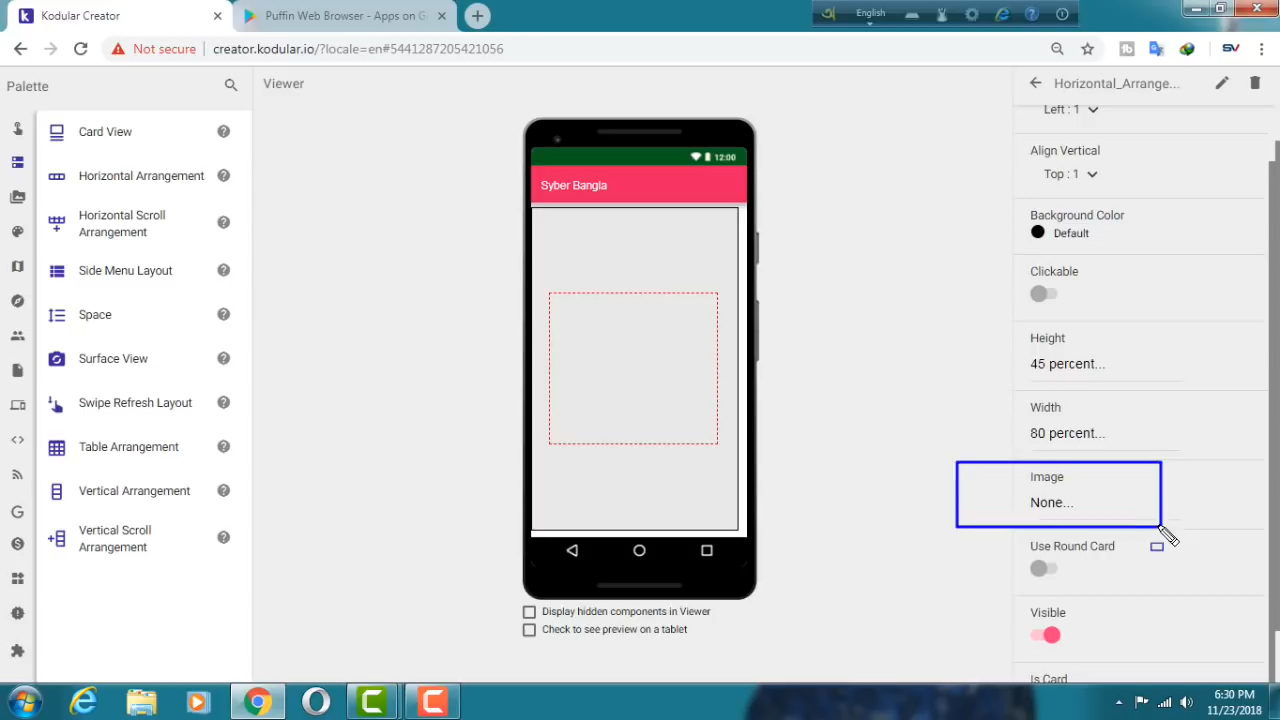 Kodular Creator
Puffin Web Browser - Apps on G
English
Not secure
creator.kodular.io/?locale=en#5441287205421056
Palette
Viewer
Horizontal_Arrange...
Card View
Horizontal Arrangement
Horizontal Scroll
Arrangement
Side Menu Layout
Space
Surface View
Swipe Refresh Layout
Table Arrangement
Vertical Arrangement
Vertical Scroll
Arrangement
12:00
Syber Bangla
Display hidden components in Viewer
Check to see preview on a tablet
Left : 1
Align Vertical
Top : 1
Background Color
Default
Clickable
Height
45 percent...
Width
80 percent...
Image
None...
Use Round Card
Visible
Is Card
6:30 PM
11/23/2018